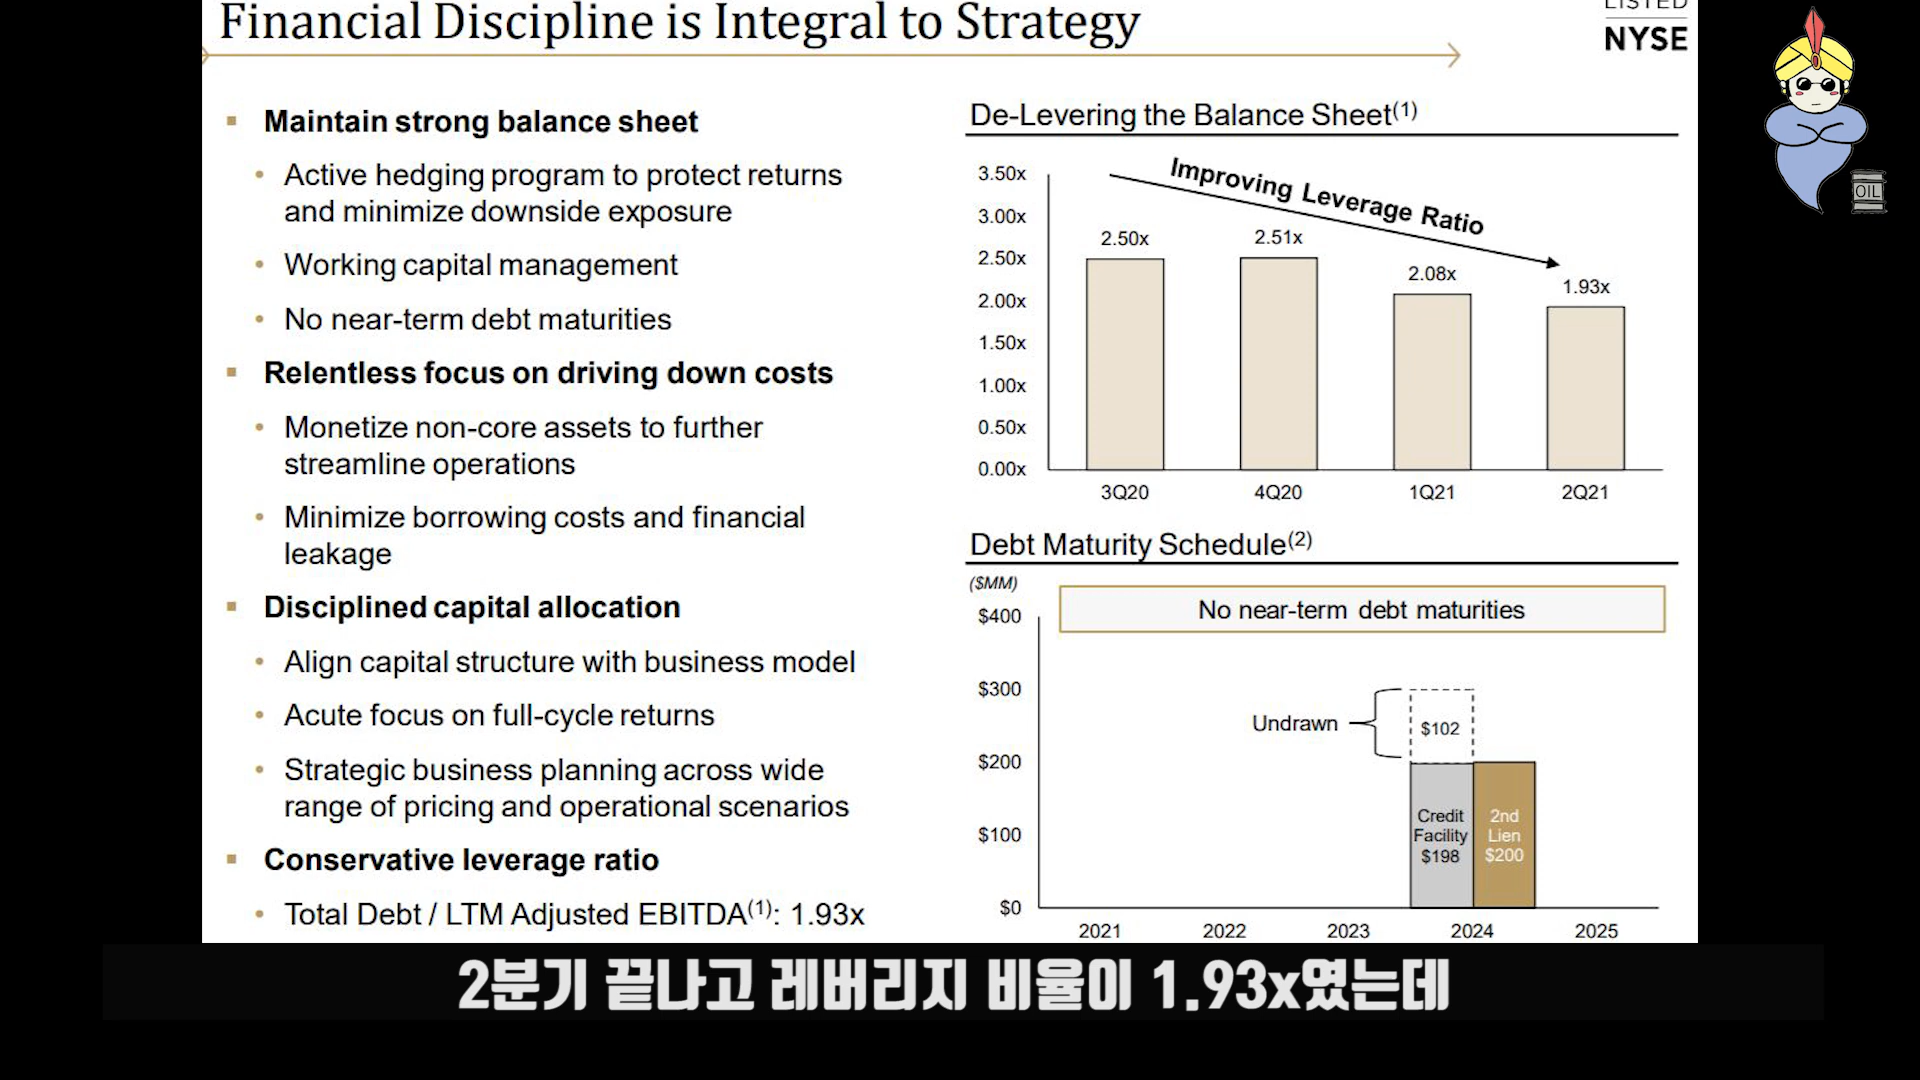 Financial Discipline is Integral to Strategy
LISTED
NYSE
Maintain strong balance sheet
Active hedging program to protect returns
and minimize downside exposure
Working capital management
No near-term debt maturities
Relentless focus on driving down costs
Monetize non-core assets to further
streamline operations
Minimize borrowing costs and financial
leakage
Disciplined capital allocation
Align capital structure with business model
Acute focus on full-cycle returns
Strategic business planning across wide
range of pricing and operational scenarios
Conservative leverage ratio
Total Debt / LTM Adjusted EBITDA(1): 1.93x
De-Levering the Balance Sheet(1)
Improving Leverage Ratio
3.50x
3.00x
2.50x
2.00x
1.50x
1.00x
0.50x
0.00x
2.50x
2.51x
2.08x
1.93x
3Q20 4Q20 1Q21 2Q21
Debt Maturity Schedule(2)
($MM)
No near-term debt maturities
$400
$300
$200
$100
$0
Undrawn
$102
Credit
Facility
$198
2nd
Lien
$200
2021 2022 2023 2024 2025
OIL
2분기 끝나고 레버리지 비율이 1.93x였는데